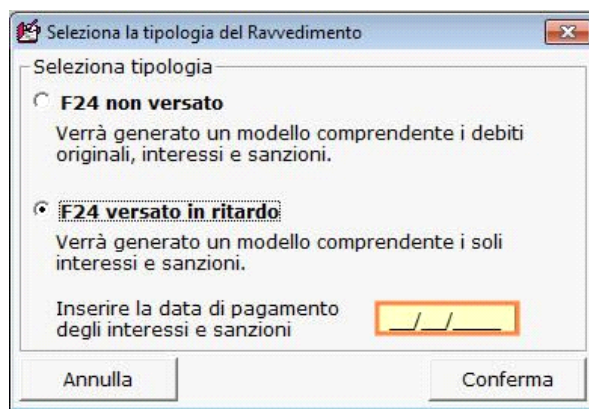 Seleziona la tipologia del Ravvedimento
Seleziona tipologia
F24 non versato
Verrà generato un modello comprendente i debiti
originali, interessi e sanzioni.
F24 versato in ritardo
Verrà generato un modello comprendente i soli
interessi e sanzioni.
Inserire la data di pagamento
degli interessi e sanzioni
__/__/____
Annulla
Conferma